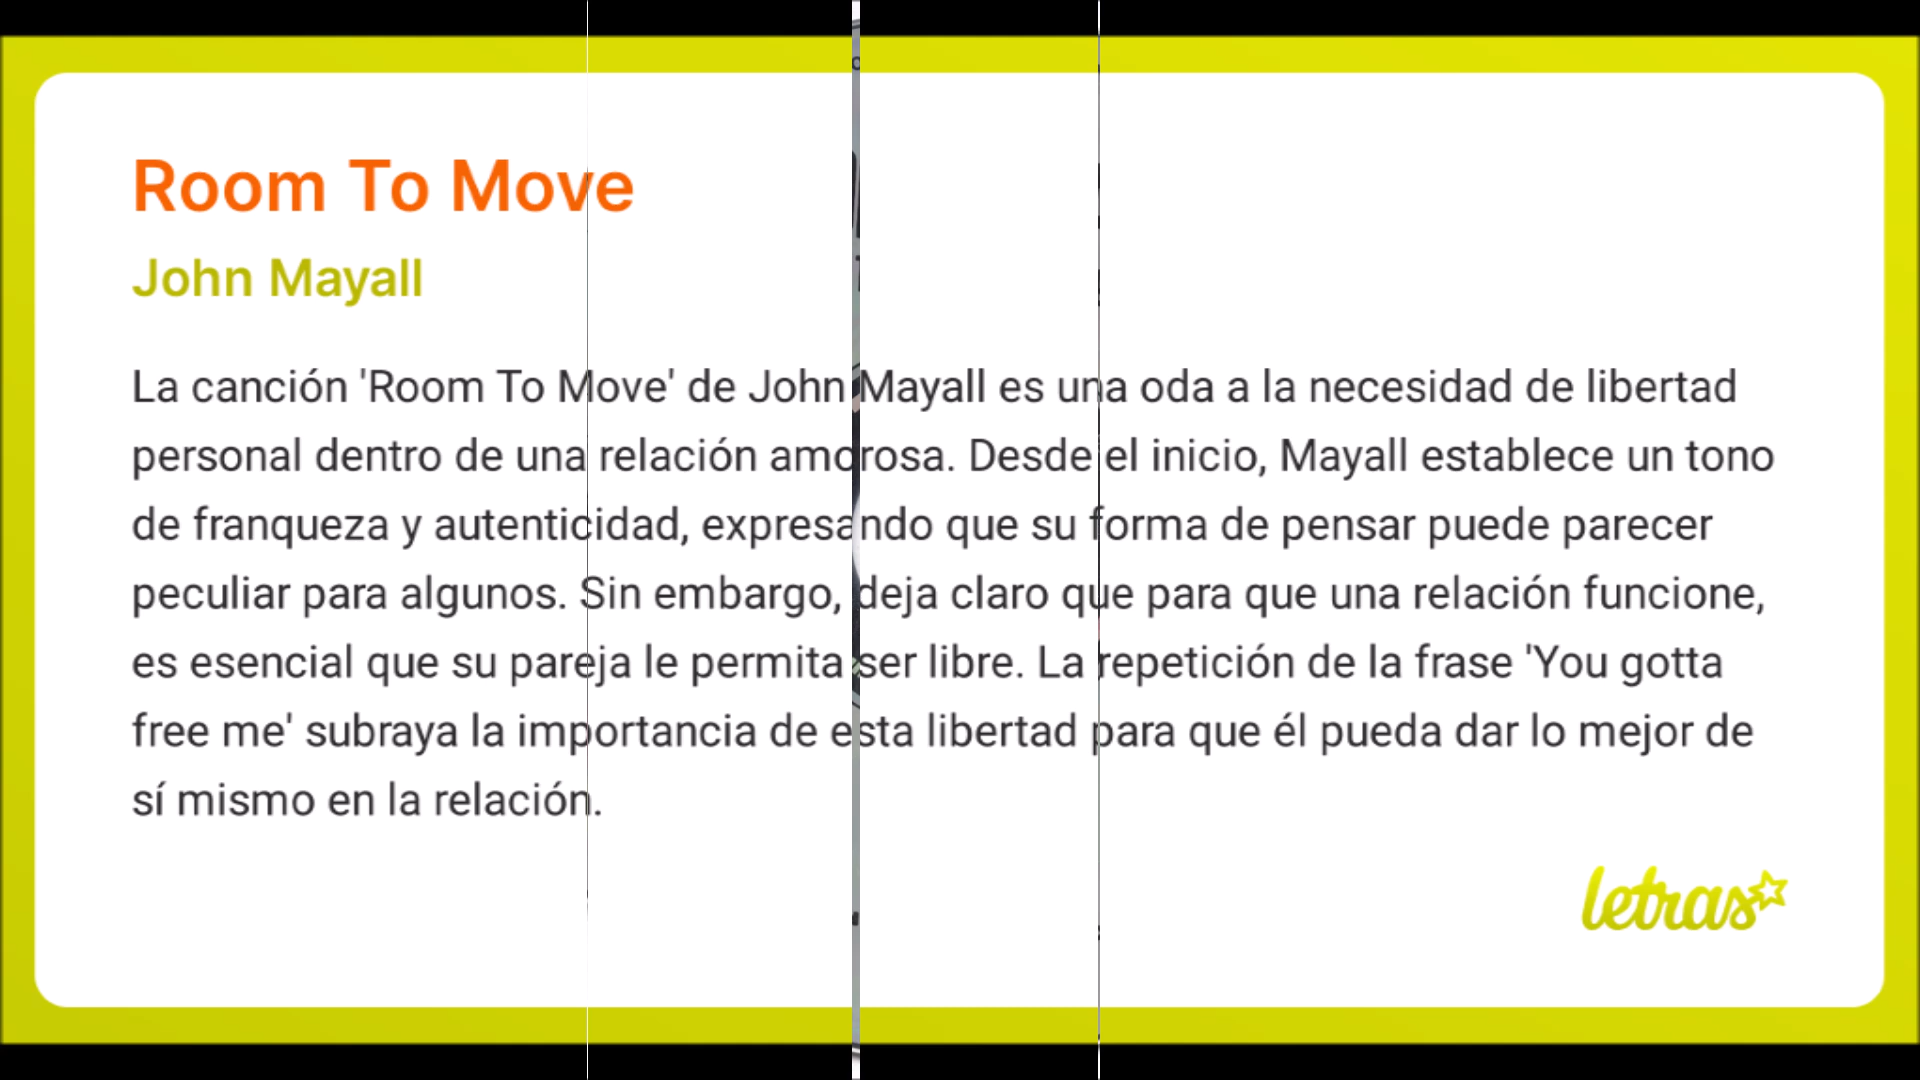 Room To Move
John Mayall
La canción 'Room To Move' de John Mayall es una oda a la necesidad de libertad
personal dentro de una relación amorosa. Desde el inicio, Mayall establece un tono
de franqueza y autenticidad, expresando que su forma de pensar puede parecer
peculiar para algunos. Sin embargo, deja claro que para que una relación funcione,
es esencial que su pareja le permita ser libre. La repetición de la frase 'You gotta
free me' subraya la importancia de esta libertad para que él pueda dar lo mejor de
sí mismo en la relación.
letras